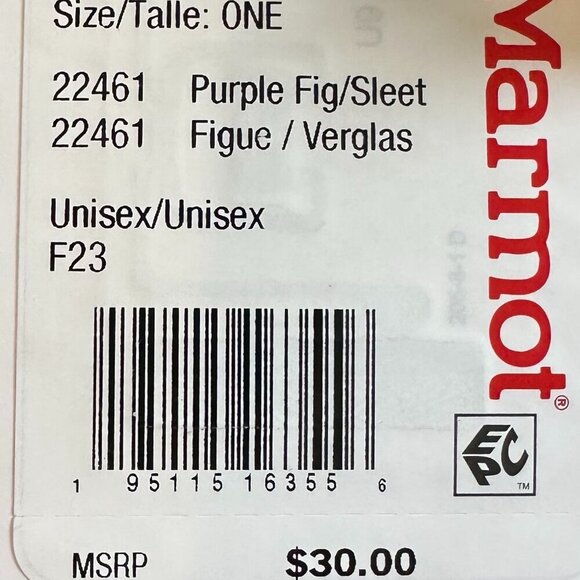 Size/Talle: ONE
22461 Purple Fig/Sleet
22461 Figue / Verglas
Unisex/Unisex
F23
Marmot®
1 95115 16355 6
EPC™
MSRP $30.00